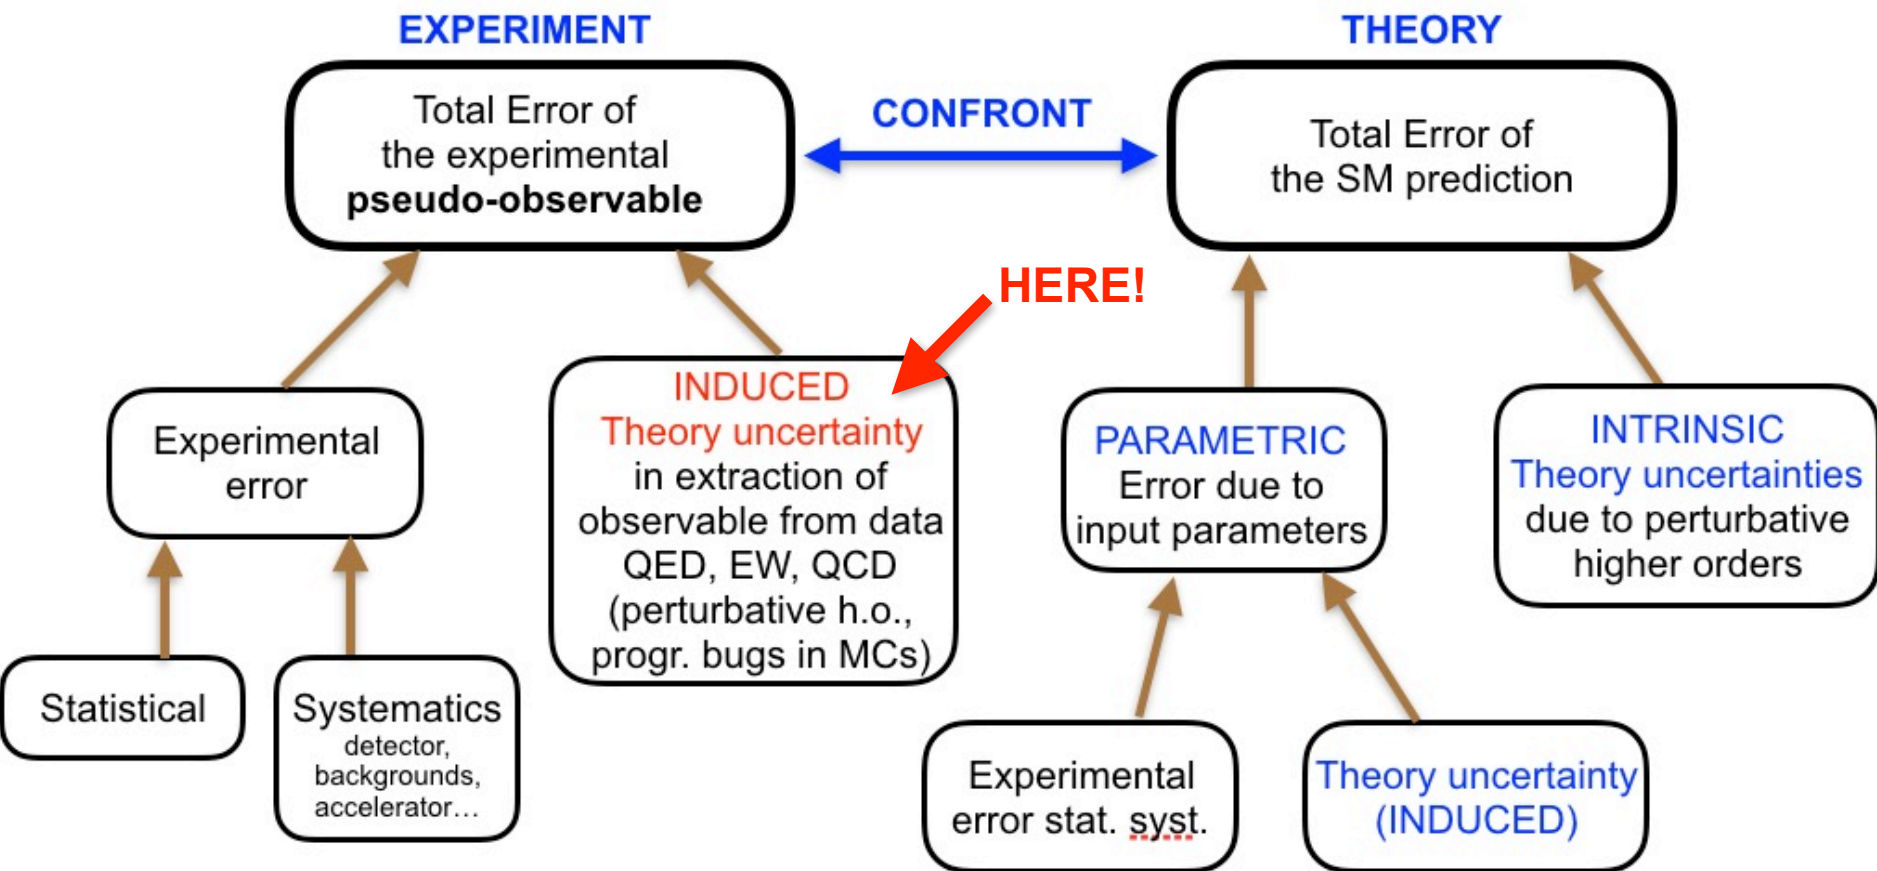 EXPERIMENT
THEORY
Total Error of
the experimental
pseudo-observable
CONFRONT
Total Error of
the SM prediction
HERE!
Experimental
error
INDUCED
Theory uncertainty
in extraction of
observable from data
QED, EW, QCD
(perturbative h.o.,
progr. bugs in MCs)
PARAMETRIC
Error due to
input parameters
INTRINSIC
Theory uncertainties
due to perturbative
higher orders
Statistical
Systematics
detector,
backgrounds,
accelerator…
Experimental
error stat. syst.
Theory uncertainty
(INDUCED)